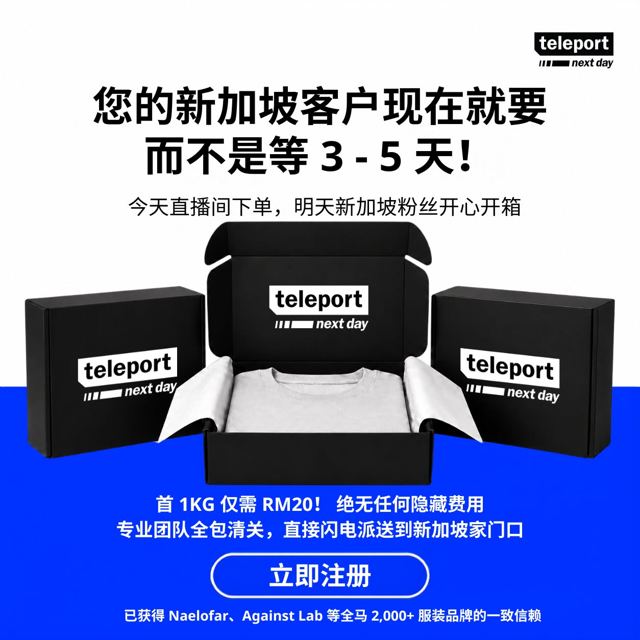 teleport
next day
您的新加坡客户现在就要
而不是等 3 - 5 天！
今天直播间下单，明天新加坡粉丝开心开箱
teleport
next day
teleport
next day
teleport
next day
首 1KG 仅需 RM20！ 绝无任何隐藏费用
专业团队全包清关，直接闪电派送到新加坡家门口
立即注册
已获得 Naelofar、Against Lab 等全马 2,000+ 服装品牌的一致信赖